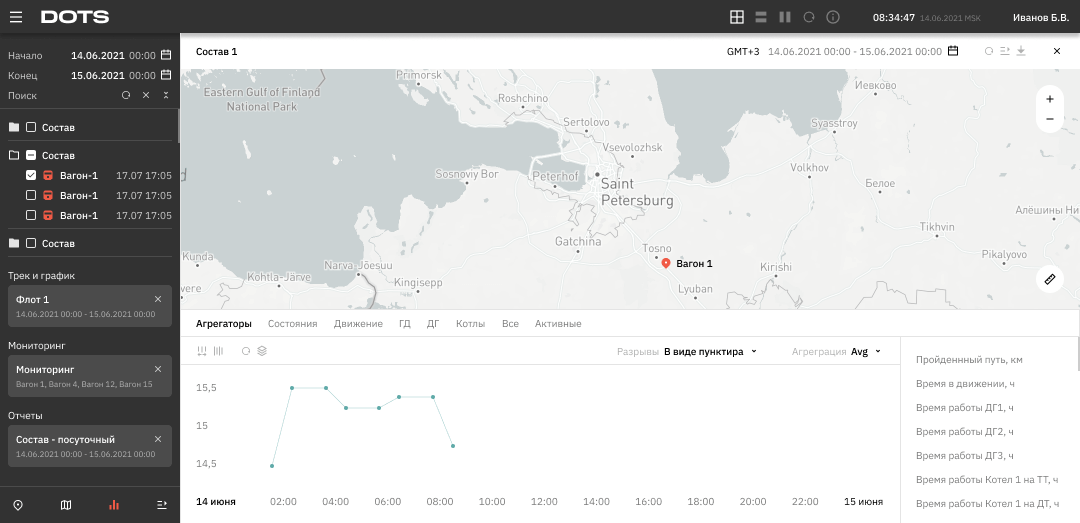 DOTS
08:34:47 14.06.2021 MSK
Иванов Б.В.
Начало 14.06.2021 00:00
Конец 15.06.2021 00:00
Поиск
Состав
Состав
Вагон-1 17.07 17:05
Вагон-1 17.07 17:05
Вагон-1 17.07 17:05
Состав
Трек и график
Флот 1
14.06.2021 00:00 - 15.06.2021 00:00
Мониторинг
Мониторинг
Вагон 1, Вагон 4, Вагон 12, Вагон 15
Отчеты
Состав - посуточный
14.06.2021 00:00 - 15.06.2021 00:00
Состав 1
GMT+3 14.06.2021 00:00 - 15.06.2021 00:00
Primorsk
Eastern Gulf of Finland
National Park
Roshchino
Иевково
Sertolovo
Syasstroy
Vsevolozhsk
Volkhov
Sosnoviy Bor
Peterhof
Saint
Petersburg
Белое
Алёшины Ни
Tikhvin
Gatchina
Tosno
Kunda
Narva-Jõesuu
Вагон 1
Kirishi
Pikalyovo
Kohtla-Järve
Kingisepp
Lyuban
vere
d
Агрегаторы Состояния Движение ГД ДГ Котлы Все Активные
Разрывы В виде пунктира
Агреграция Avg
15,5
15
14,5
14 июня 02:00 04:00 06:00 08:00 10:00 12:00 14:00 16:00 18:00 20:00 22:00 15 июня
Пройденнный путь, км
Время в движении, ч
Время работы ДГ1, ч
Время работы ДГ2, ч
Время работы ДГ3, ч
Время работы Котел 1 на ТТ, ч
Время работы Котел 1 на ДТ, ч